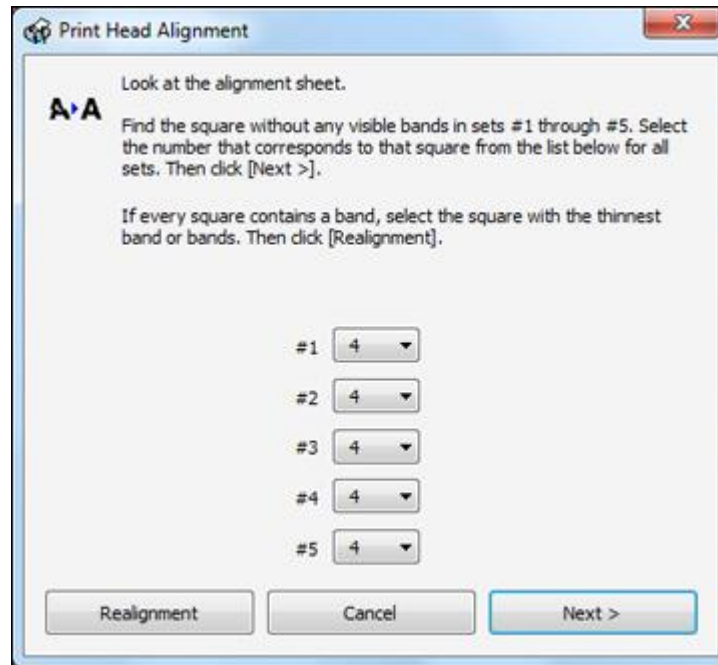 Print Head Alignment
Look at the alignment sheet.
A▸A
Find the square without any visible bands in sets #1 through #5. Select
the number that corresponds to that square from the list below for all
sets. Then click [Next >].
If every square contains a band, select the square with the thinnest
band or bands. Then click [Realignment].
#1 4
#2 4
#3 4
#4 4
#5 4
Realignment Cancel Next >